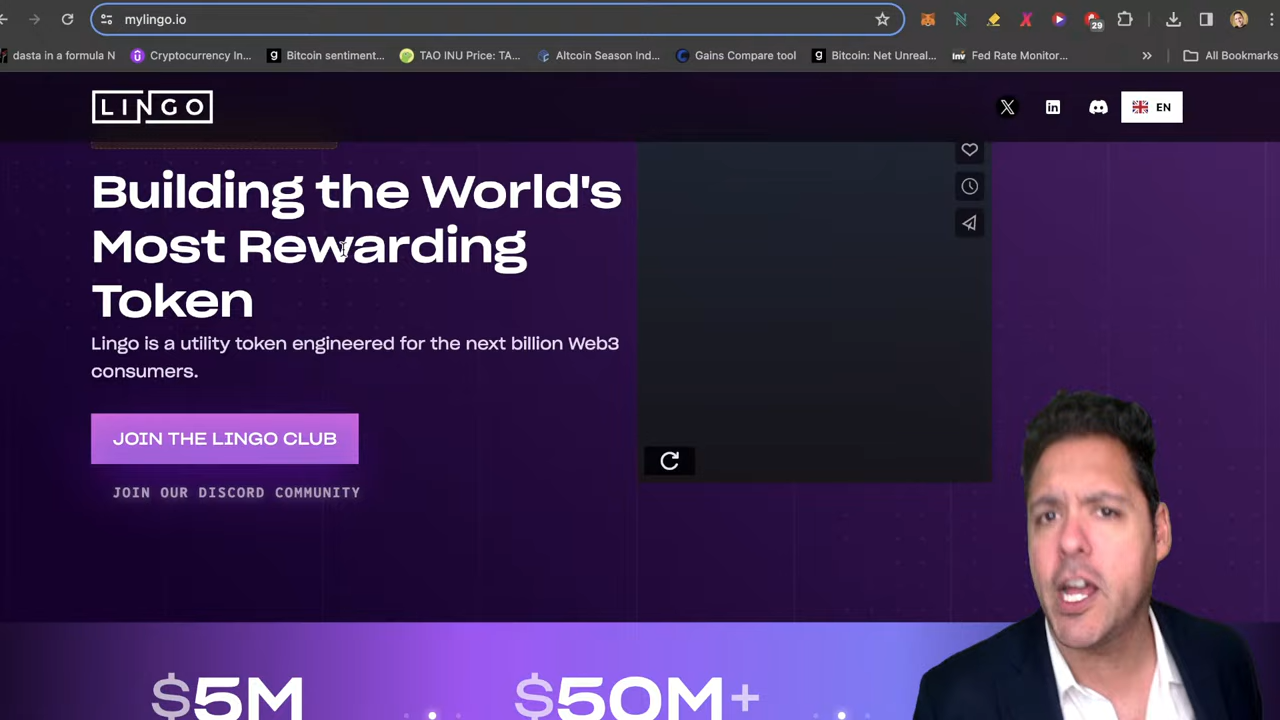 mylingo.io
29
dasta in a formula N
Cryptocurrency In...
Bitcoin sentiment...
TAO INU Price: TA...
Altcoin Season Ind...
Gains Compare tool
Bitcoin: Net Unreal...
Inv
Fed Rate Monitor...
All Bookmarks
LINGO
EN
Building the World's
Most Rewarding
Token
Lingo is a utility token engineered for the next billion Web3
consumers.
JOIN THE LINGO CLUB
JOIN OUR DISCORD COMMUNITY
$5M
$50M+